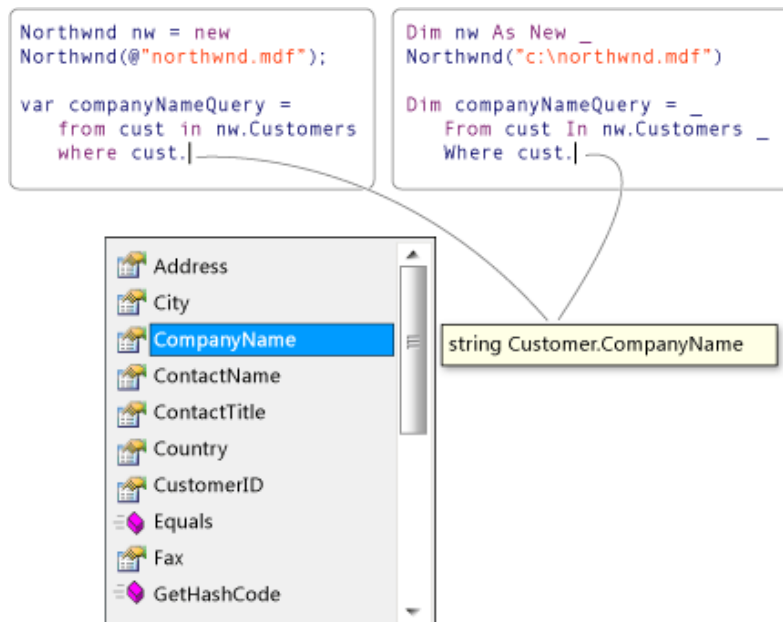 Northwnd nw = new
Northwnd(@"northwnd.mdf");
var companyNameQuery =
from cust in nw.Customers
where cust.
Dim nw As New _
Northwnd("c:\northwnd.mdf")
Dim companyNameQuery = _
From cust In nw.Customers _
Where cust.
Address
City
CompanyName
ContactName
ContactTitle
Country
CustomerID
Equals
Fax
GetHashCode
string Customer.CompanyName